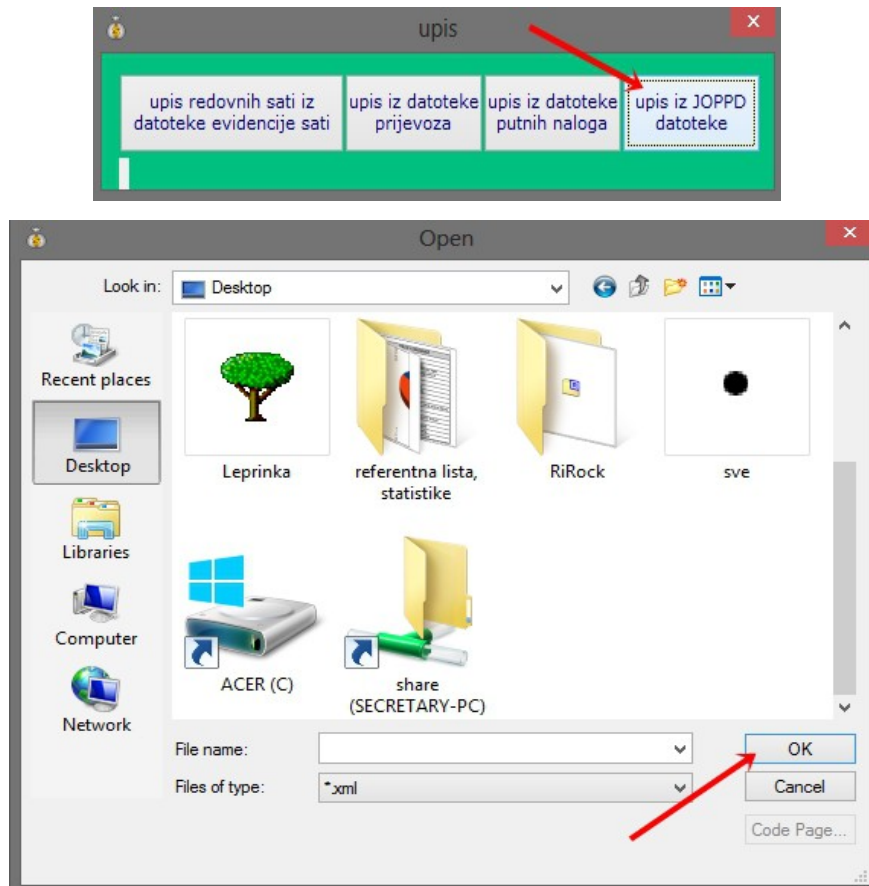 upis
upis redovnih sati iz
datoteke evidencije sati
upis iz datoteke
prijevoza
upis iz datoteke
putnih naloga
upis iz JOPPD
datoteke
Open
Look in:
Desktop
Recent places
Desktop
Libraries
Computer
Network
Leprinka
referentna lista,
statistike
RiRock
sve
ACER (C)
share
(SECRETARY-PC)
File name:
OK
Files of type:
*.xml
Cancel
Code Page...